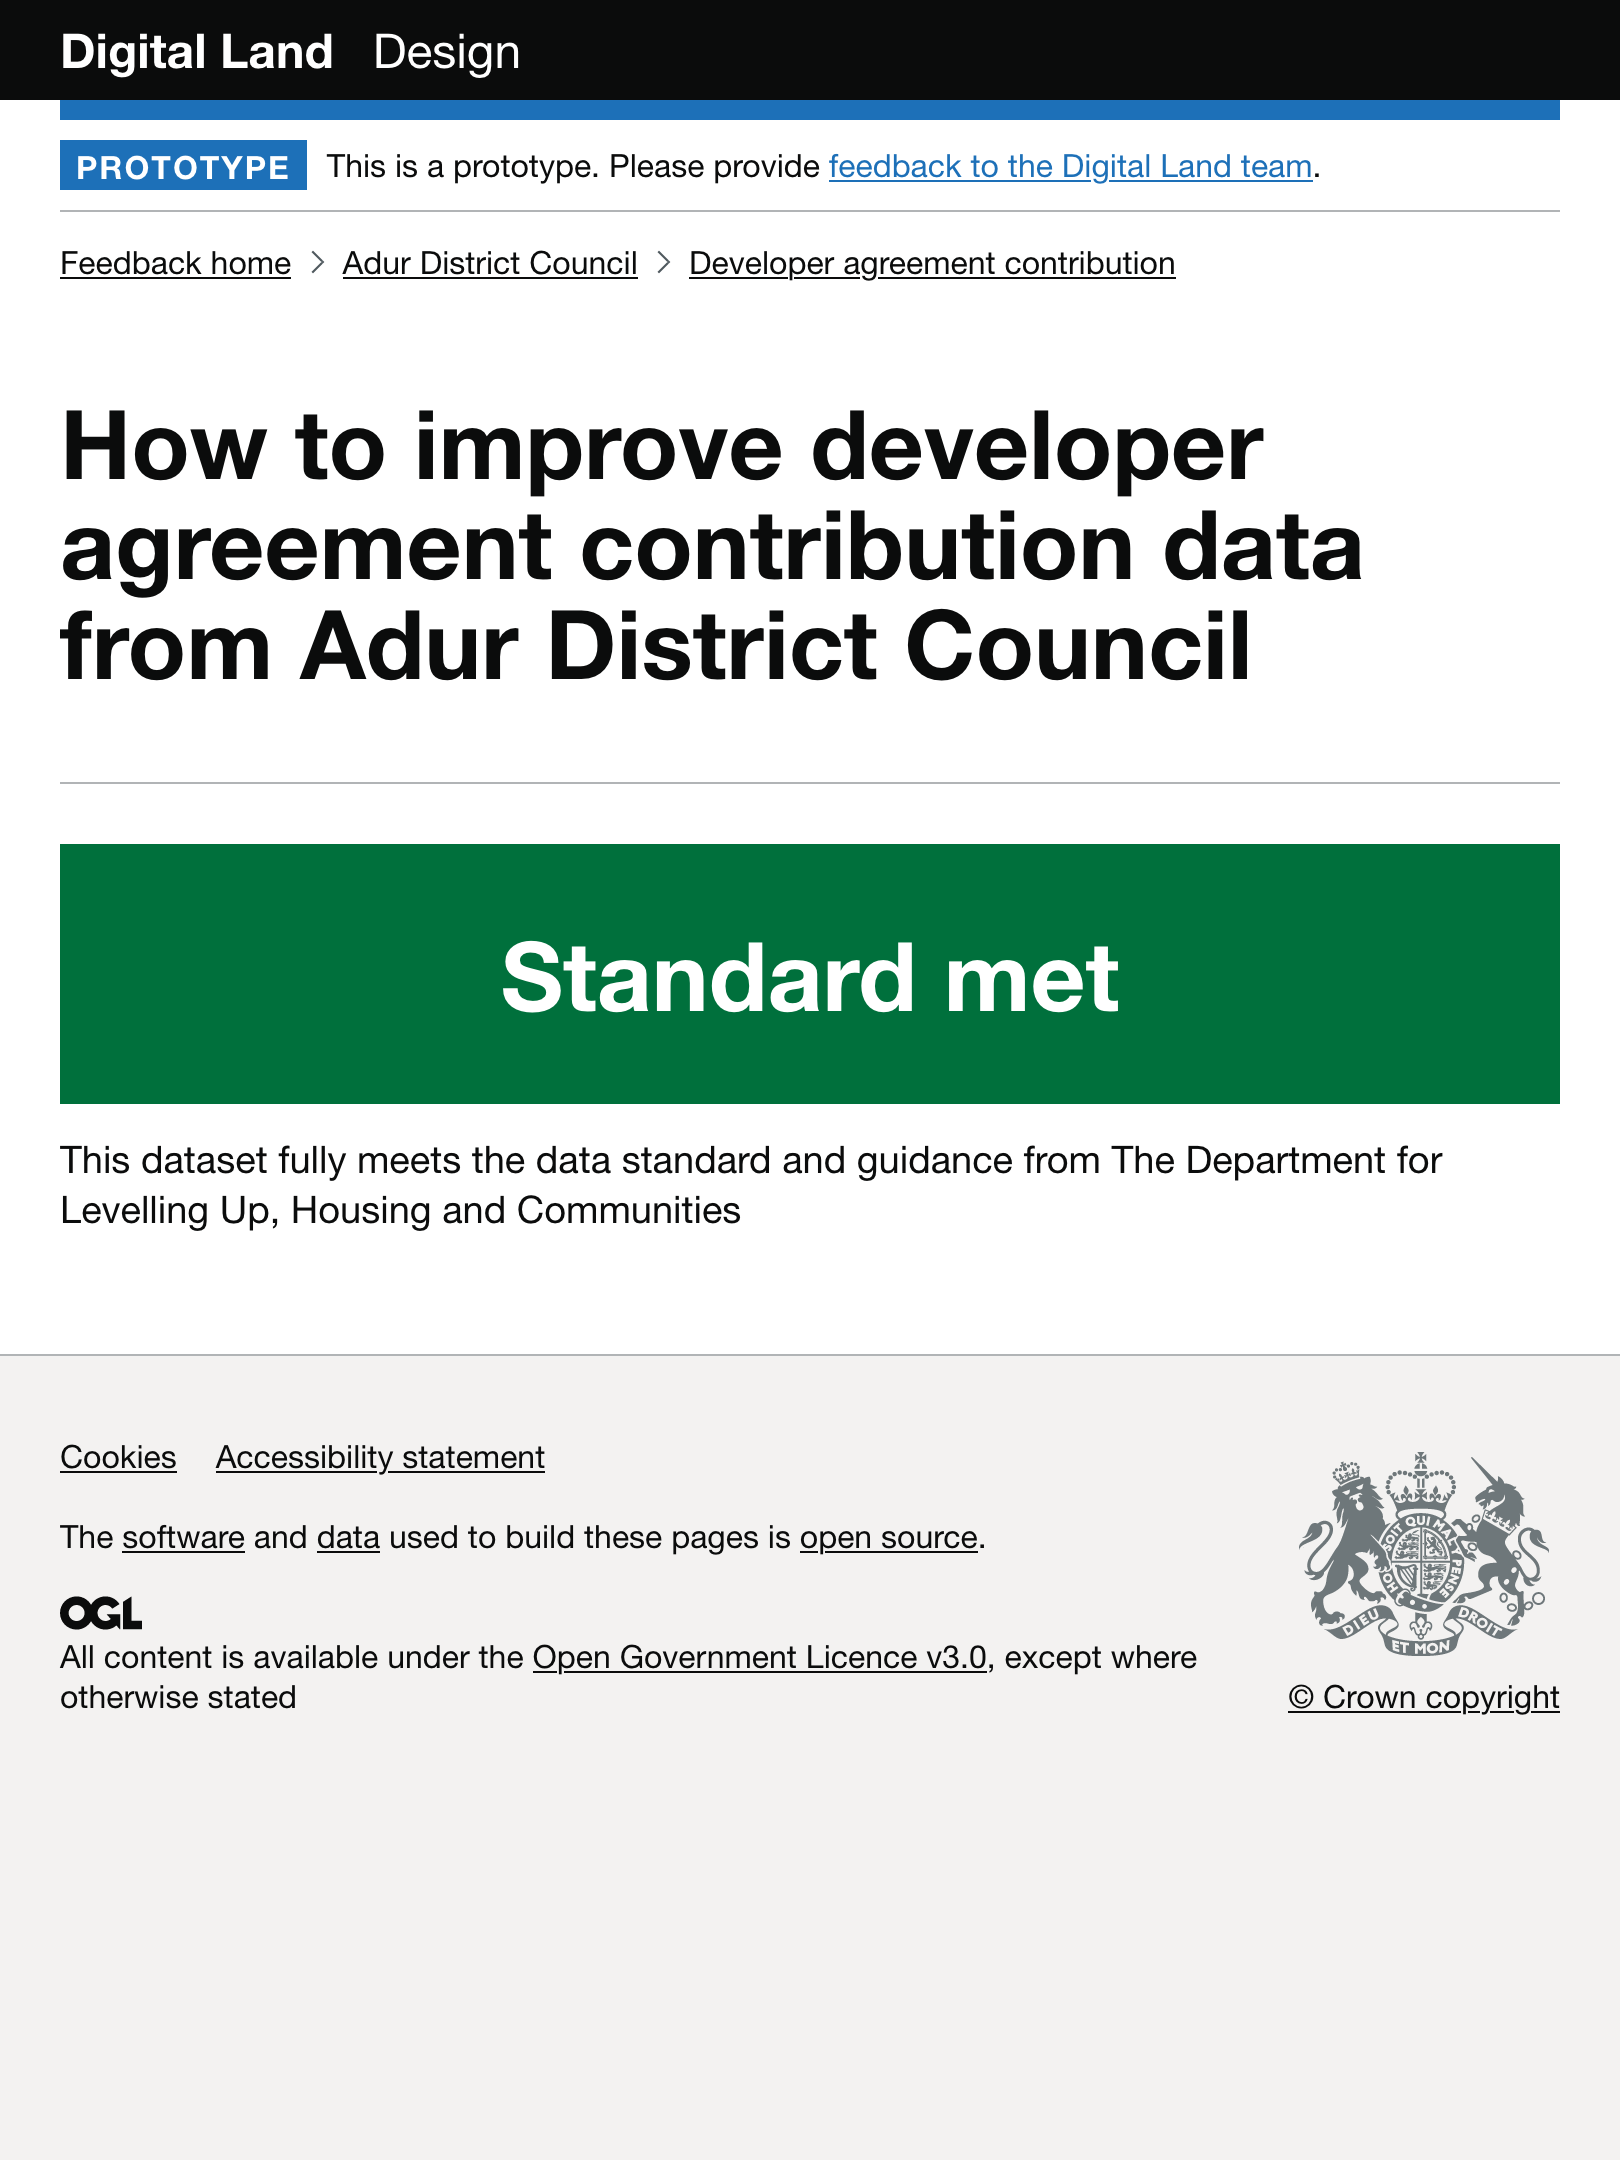 Digital Land Design
PROTOTYPE This is a prototype. Please provide feedback to the Digital Land team.
Feedback home Adur District Council Developer agreement contribution
How to improve developer
agreement contribution data
from Adur District Council
Standard met
This dataset fully meets the data standard and guidance from The Department for
Levelling Up, Housing and Communities
Cookies Accessibility statement
The software and data used to build these pages is open source.
OGL
All content is available under the Open Government Licence v3.0, except where
otherwise stated
SOIT QUI MAL Y PENSE
DIEU ET MON DROIT
© Crown copyright